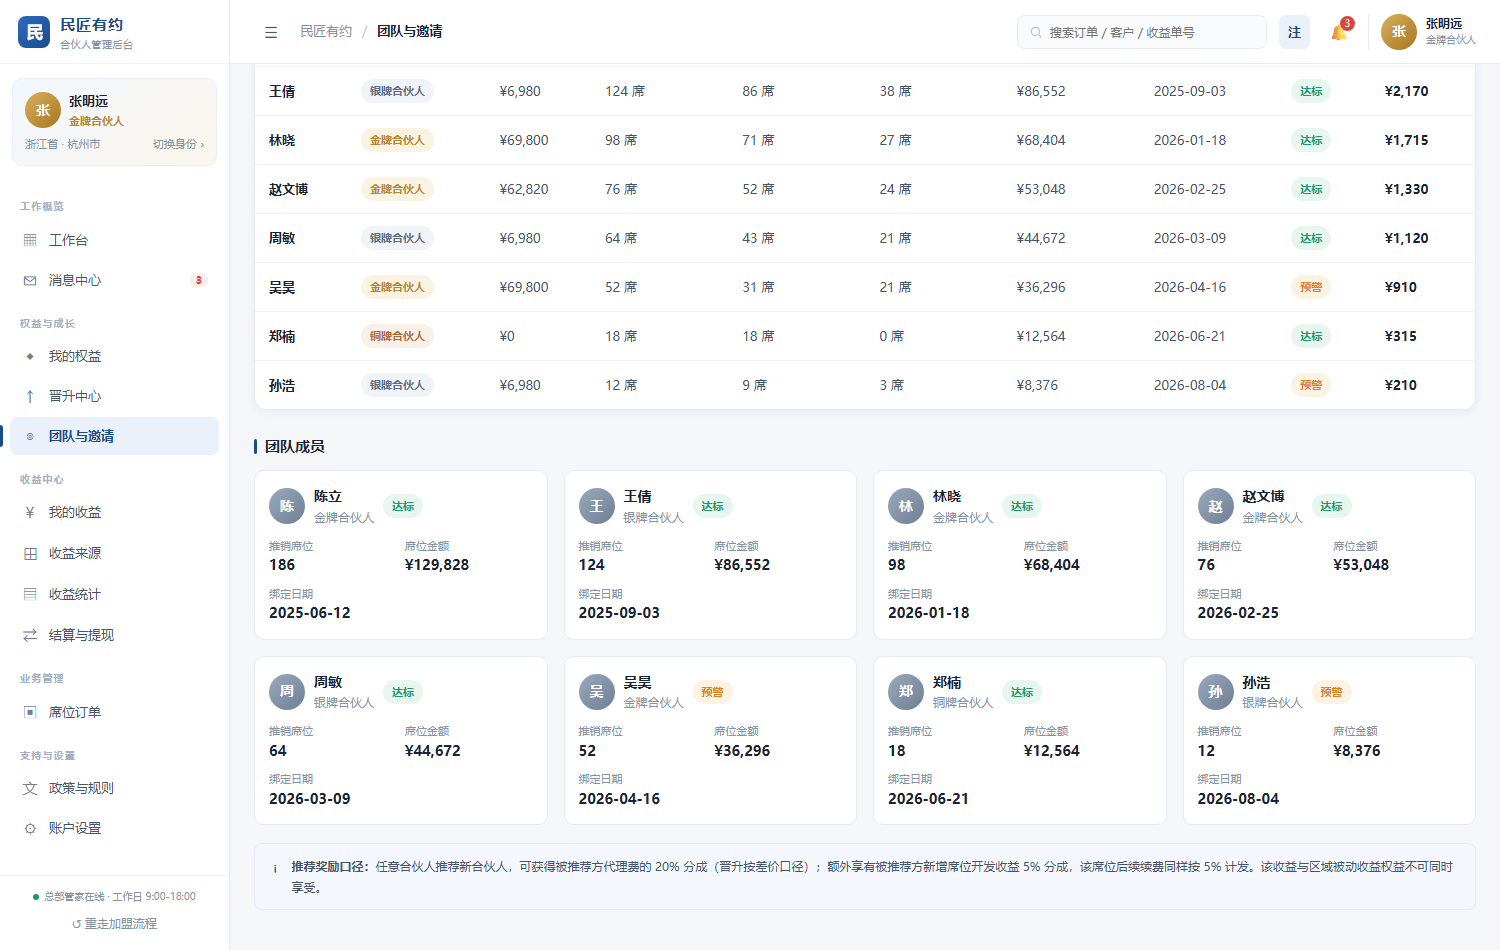 民 民匠有约
合伙人管理后台
张 张明远
金牌合伙人
浙江省 · 杭州市 切换身份 ›
工作概览
工作台
消息中心 3
权益与成长
我的权益
晋升中心
团队与邀请
收益中心
¥ 我的收益
收益来源
收益统计
结算与提现
业务管理
席位订单
支持与设置
文 政策与规则
账户设置
总部管家在线 · 工作日 9:00-18:00
↺ 重走加盟流程
☰ 民匠有约 / 团队与邀请
搜索订单 / 客户 / 收益单号
注
3
张 张明远
金牌合伙人
王倩 银牌合伙人 ¥6,980 124 席 86 席 38 席 ¥86,552 2025-09-03 达标 ¥2,170
林晓 金牌合伙人 ¥69,800 98 席 71 席 27 席 ¥68,404 2026-01-18 达标 ¥1,715
赵文博 金牌合伙人 ¥62,820 76 席 52 席 24 席 ¥53,048 2026-02-25 达标 ¥1,330
周敏 银牌合伙人 ¥6,980 64 席 43 席 21 席 ¥44,672 2026-03-09 达标 ¥1,120
吴昊 金牌合伙人 ¥69,800 52 席 31 席 21 席 ¥36,296 2026-04-16 预警 ¥910
郑楠 铜牌合伙人 ¥0 18 席 18 席 0 席 ¥12,564 2026-06-21 达标 ¥315
孙浩 银牌合伙人 ¥6,980 12 席 9 席 3 席 ¥8,376 2026-08-04 预警 ¥210
团队成员
陈 陈立 达标
金牌合伙人
推销席位 席位金额
186 ¥129,828
绑定日期
2025-06-12
王 王倩 达标
银牌合伙人
推销席位 席位金额
124 ¥86,552
绑定日期
2025-09-03
林 林晓 达标
金牌合伙人
推销席位 席位金额
98 ¥68,404
绑定日期
2026-01-18
赵 赵文博 达标
金牌合伙人
推销席位 席位金额
76 ¥53,048
绑定日期
2026-02-25
周 周敏 达标
银牌合伙人
推销席位 席位金额
64 ¥44,672
绑定日期
2026-03-09
吴 吴昊 预警
金牌合伙人
推销席位 席位金额
52 ¥36,296
绑定日期
2026-04-16
郑 郑楠 达标
铜牌合伙人
推销席位 席位金额
18 ¥12,564
绑定日期
2026-06-21
孙 孙浩 预警
银牌合伙人
推销席位 席位金额
12 ¥8,376
绑定日期
2026-08-04
i 推荐奖励口径：任意合伙人推荐新合伙人，可获得被推荐方代理费的 20% 分成（晋升按差价口径）；额外享有被推荐方新增席位开发收益 5% 分成，该席位后续续费同样按 5% 计发。该收益与区域被动收益权益不可同时
享受。